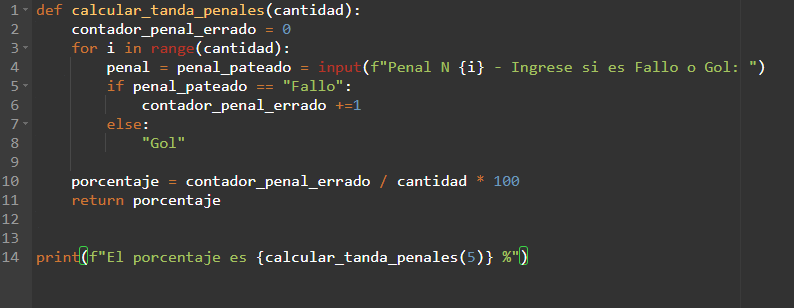 1 def calcular_tanda_penales(cantidad):
2     contador_penal_errado = 0
3     for i in range(cantidad):
4         penal = penal_pateado = input(f"Penal N {i} - Ingrese si es Fallo o Gol: ")
5         if penal_pateado == "Fallo":
6             contador_penal_errado +=1
7         else:
8             "Gol"
9
10     porcentaje = contador_penal_errado / cantidad * 100
11     return porcentaje
12
13
14 print(f"El porcentaje es {calcular_tanda_penales(5)} %")